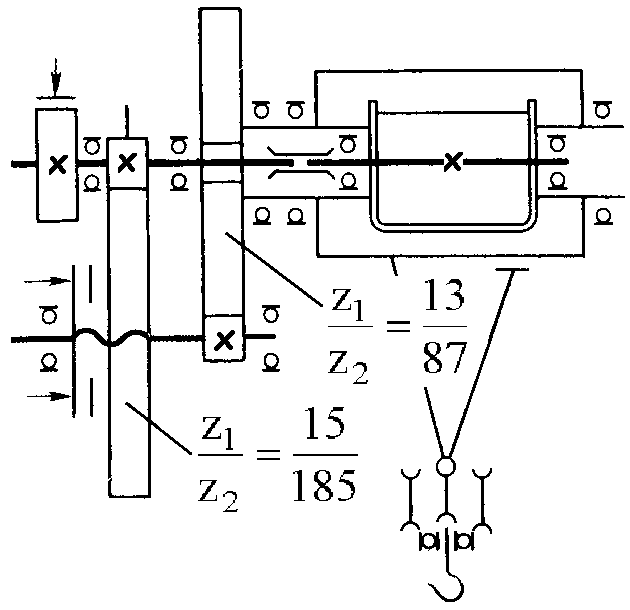 z₁/z₂ = 13/87
z₁/z₂ = 15/185